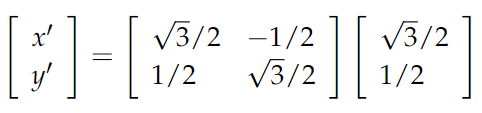 [ x′ ] = [ √3/2 −1/2 ] [ √3/2 ]
[ y′ ] [ 1/2 √3/2 ] [ 1/2 ]